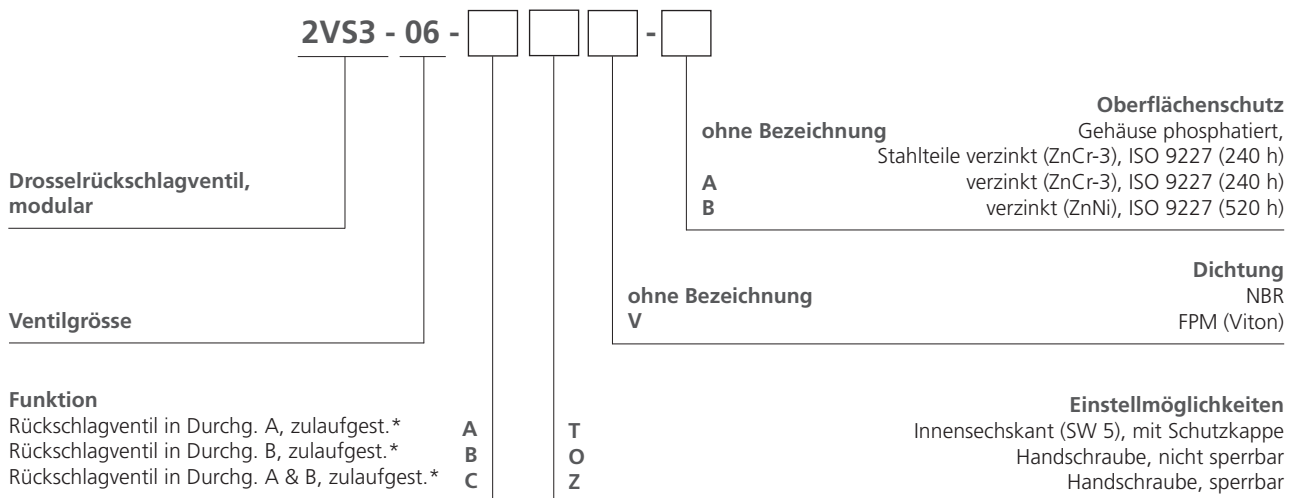 2VS3 - 06 - -
Oberflächenschutz
ohne Bezeichnung Gehäuse phosphatiert,
Stahlteile verzinkt (ZnCr-3), ISO 9227 (240 h)
A verzinkt (ZnCr-3), ISO 9227 (240 h)
B verzinkt (ZnNi), ISO 9227 (520 h)
Drosselrückschlagventil,
modular
Dichtung
ohne Bezeichnung NBR
V FPM (Viton)
Ventilgrösse
Funktion
Rückschlagventil in Durchg. A, zulaufgest.* A
Rückschlagventil in Durchg. B, zulaufgest.* B
Rückschlagventil in Durchg. A & B, zulaufgest.* C
Einstellmöglichkeiten
T Innensechskant (SW 5), mit Schutzkappe
O Handschraube, nicht sperrbar
Z Handschraube, sperrbar